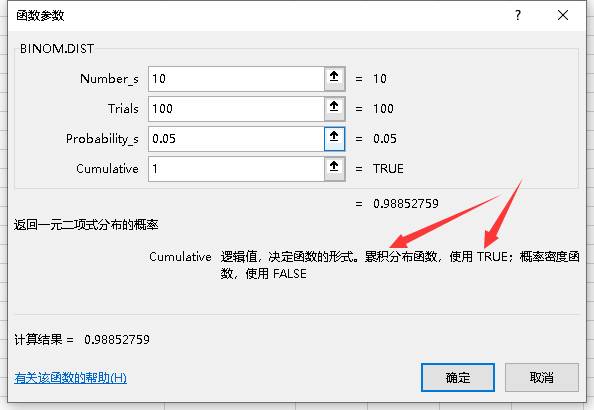 函数参数
?
BINOM.DIST
Number_s 10 = 10
Trials 100 = 100
Probability_s 0.05 = 0.05
Cumulative 1 = TRUE
= 0.98852759
返回一元二项式分布的概率
Cumulative 逻辑值，决定函数的形式。累积分布函数，使用 TRUE；概率密度函
数，使用 FALSE
计算结果 = 0.98852759
有关该函数的帮助(H)
确定
取消